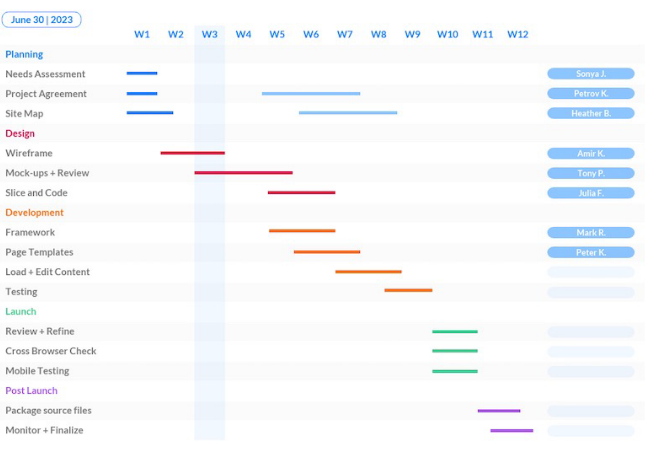 June 30 | 2023
W1 W2 W3 W4 W5 W6 W7 W8 W9 W10 W11 W12
Planning
Needs Assessment Sonya J.
Project Agreement Petrov K.
Site Map Heather B.
Design
Wireframe Amir K.
Mock-ups + Review Tony P.
Slice and Code Julia F.
Development
Framework Mark R.
Page Templates Peter K.
Load + Edit Content
Testing
Launch
Review + Refine
Cross Browser Check
Mobile Testing
Post Launch
Package source files
Monitor + Finalize